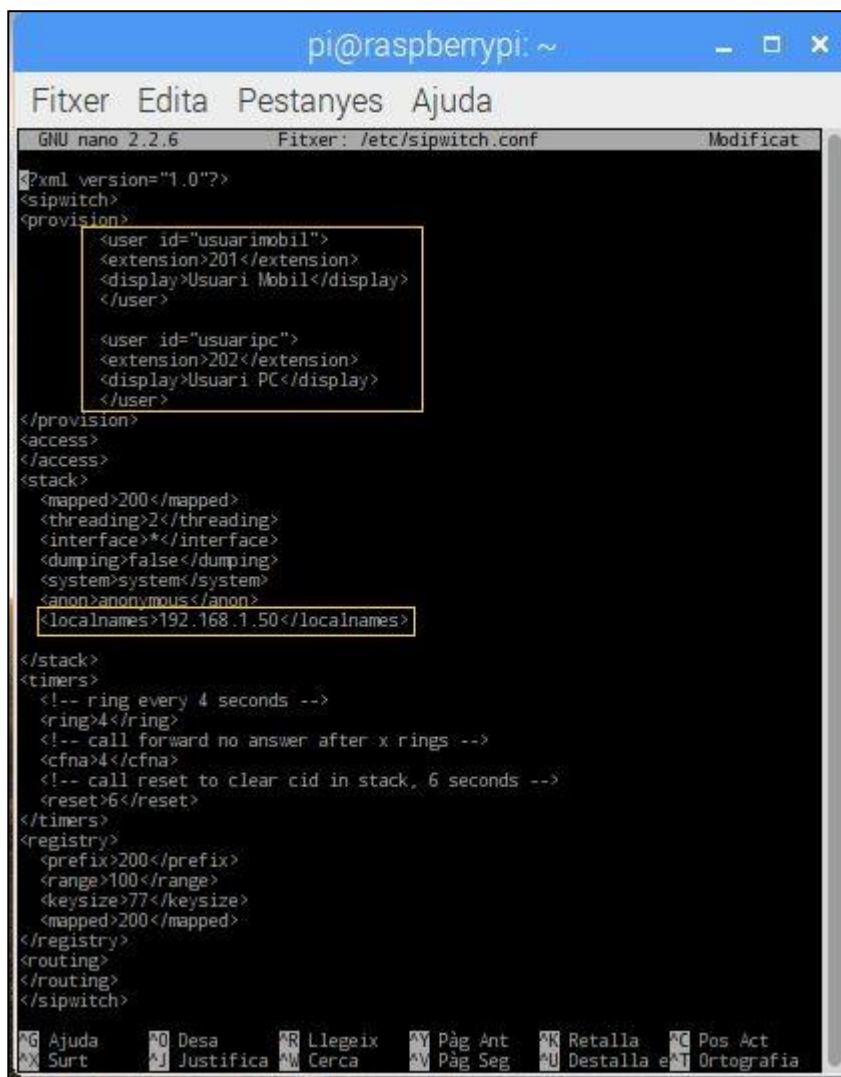 pi@raspberrypi: ~
Fitxer Edita Pestanyes Ajuda
GNU nano 2.2.6 Fitxer: /etc/sipwitch.conf Modificat
<?xml version="1.0"?>
<sipwitch>
<provision>
<user id="usuarimobil">
<extension>201</extension>
<display>Usuari Mobil</display>
</user>
<user id="usuaripc">
<extension>202</extension>
<display>Usuari PC</display>
</user>
</provision>
<access>
</access>
<stack>
<mapped>200</mapped>
<threading>2</threading>
<interface>*</interface>
<dumping>false</dumping>
<system>system</system>
<anon>anonymous</anon>
<localnames>192.168.1.50</localnames>
</stack>
<timers>
<!-- ring every 4 seconds -->
<ring>4</ring>
<!-- call forward no answer after x rings -->
<cfna>4</cfna>
<!-- call reset to clear cid in stack, 6 seconds -->
<reset>6</reset>
</timers>
<registry>
<prefix>200</prefix>
<range>100</range>
<keysize>77</keysize>
<mapped>200</mapped>
</registry>
<routing>
</routing>
</sipwitch>
^G Ajuda ^O Desa ^R Llegeix ^Y Pàg Ant ^K Retalla ^C Pos Act
^X Surt ^J Justifica ^W Cerca ^V Pàg Seg ^U Destalla e^T Ortografia